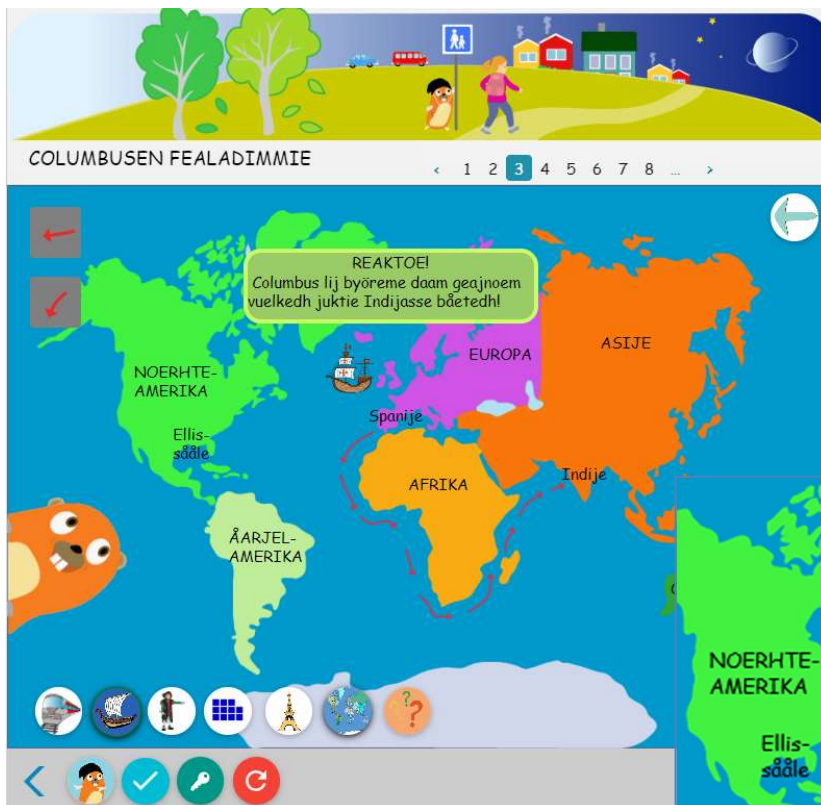 COLUMBUSEN FEALADIMMIE
‹ 1 2 3 4 5 6 7 8 ... ›
REAKTOE!
Columbus lij byöreme daam geajnoem
vuelkedh juktie Indijasse båetedh!
EUROPA
ASIJE
NOERHTE-
AMERIKA
Spanije
Ellis-
sååle
Indije
AFRIKA
ÅARJEL-
AMERIKA
NOERHTE-
AMERIKA
Ellis-
sååle